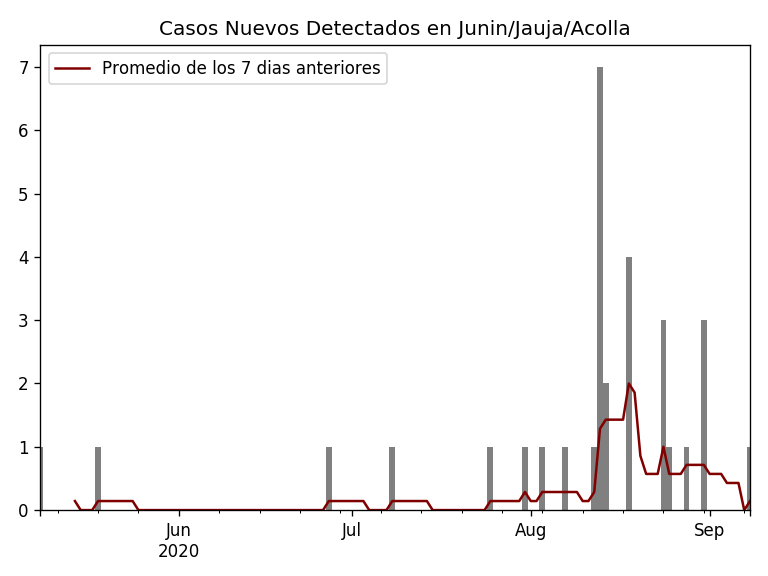 Casos Nuevos Detectados en Junin/Jauja/Acolla
Promedio de los 7 dias anteriores
7
6
5
4
3
2
1
0
Jun
2020
Jul
Aug
Sep